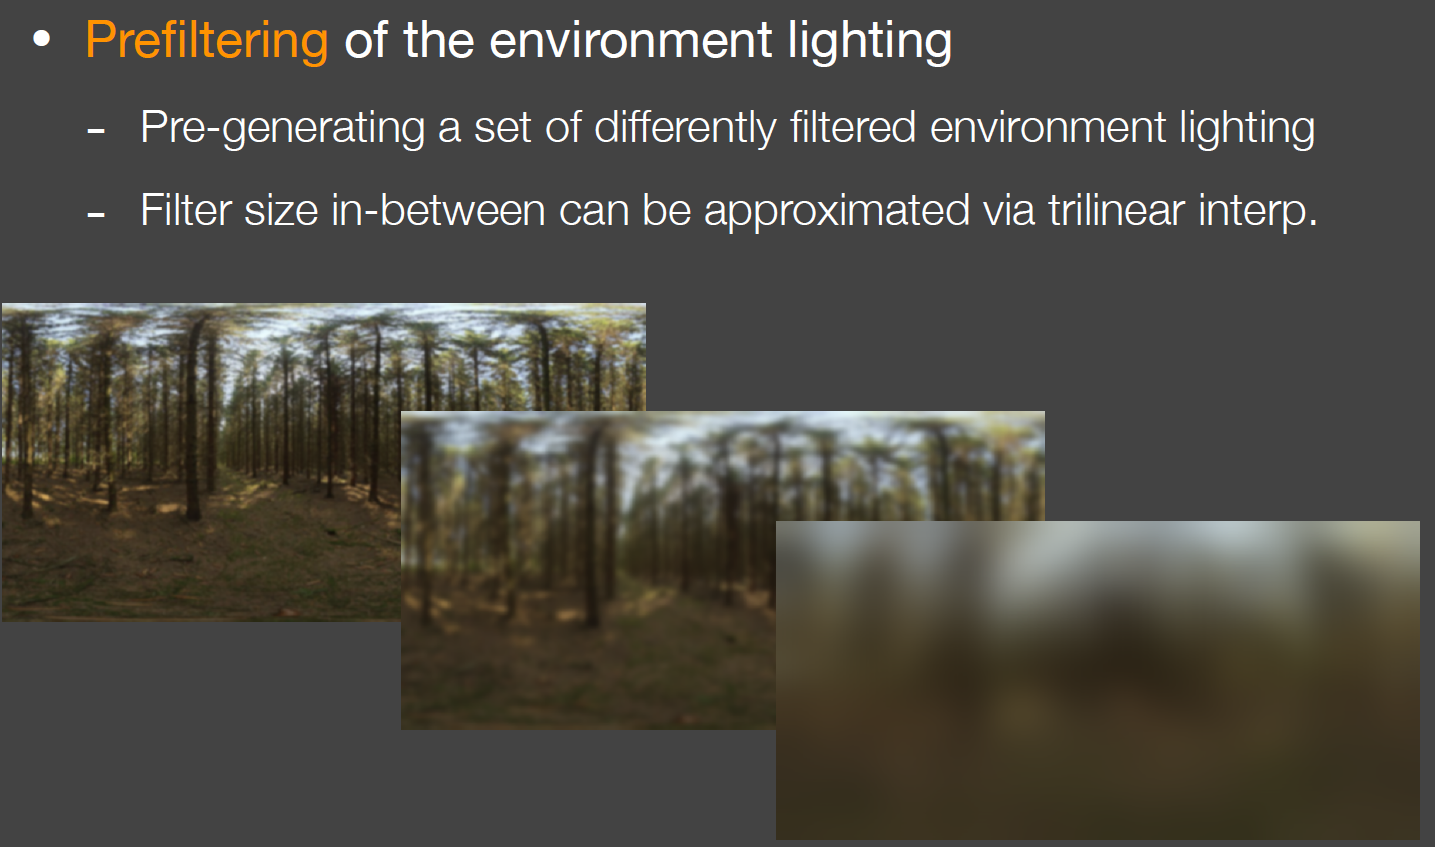 • Prefiltering of the environment lighting
– Pre-generating a set of differently filtered environment lighting
– Filter size in-between can be approximated via trilinear interp.